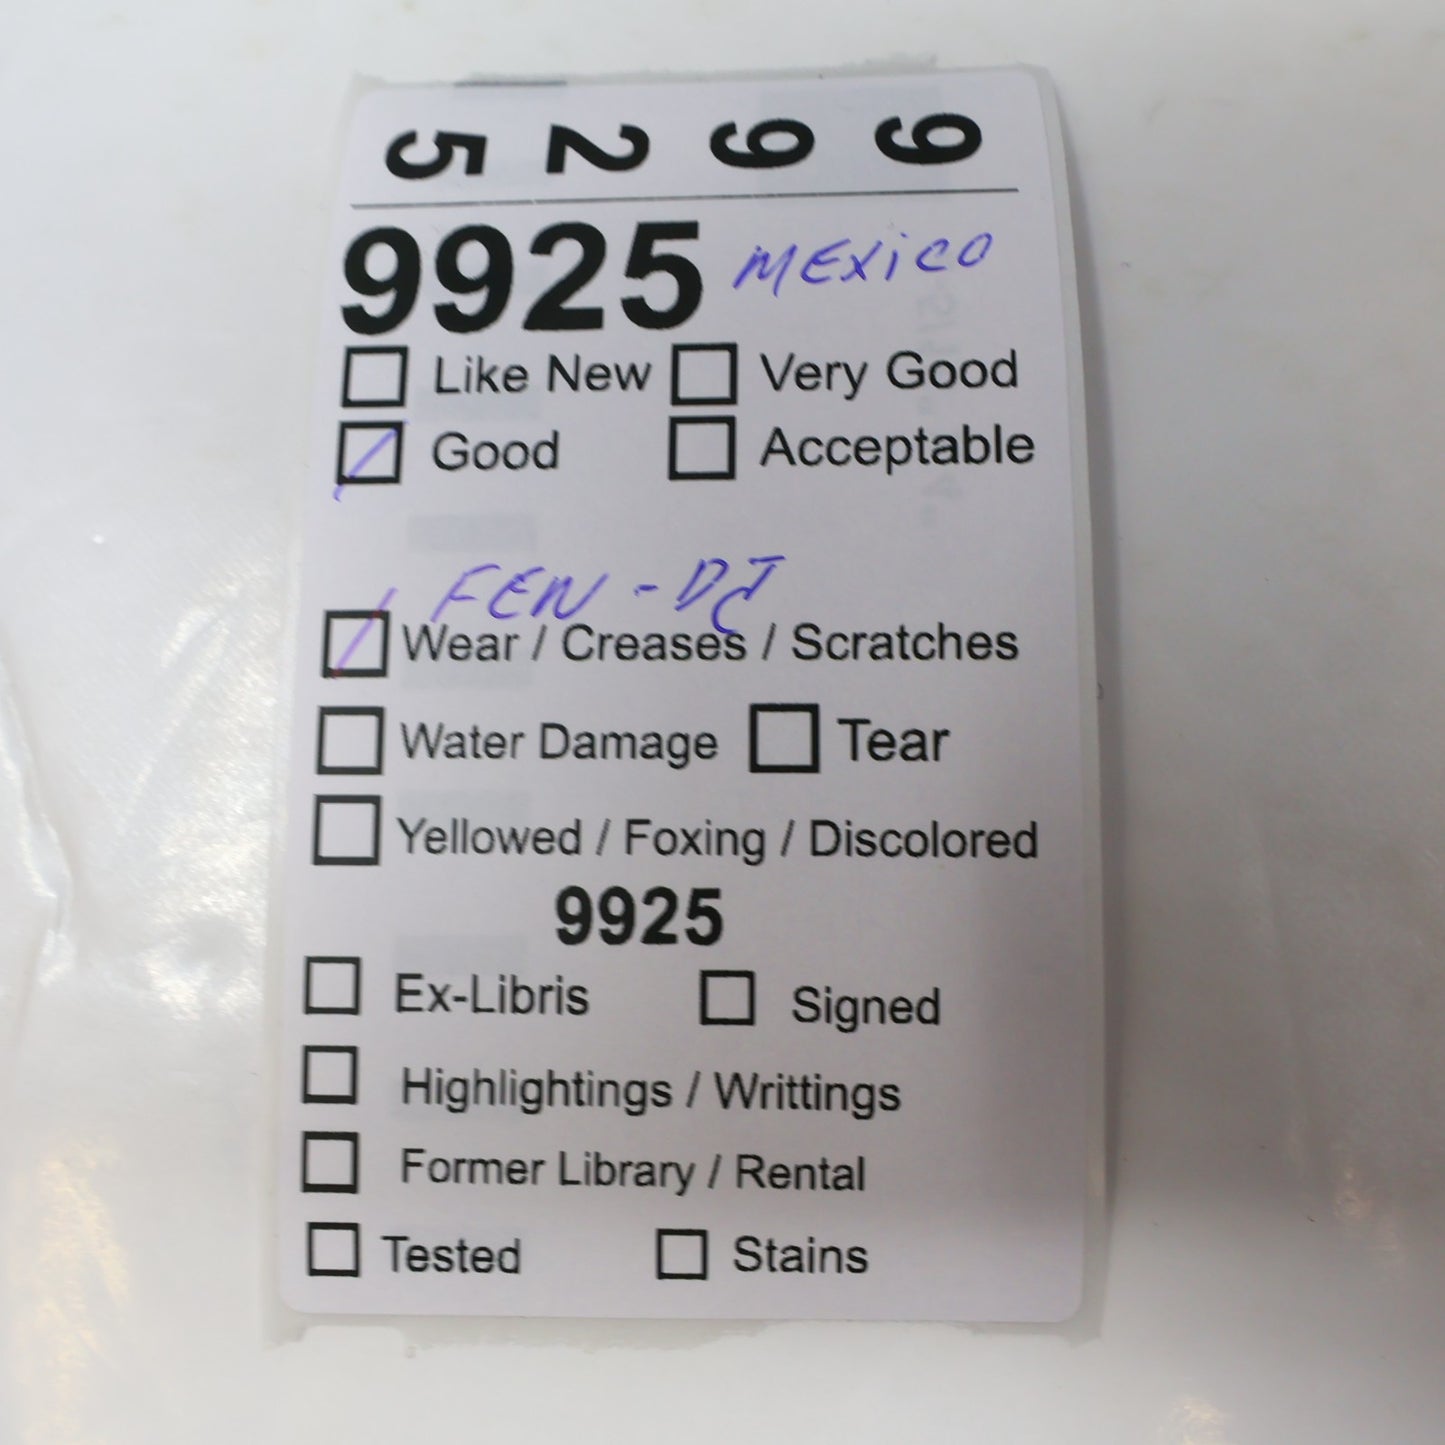 5 2 9 9
9925 MEXICO
Like New Very Good
Good Acceptable
FEW - DJ
Wear / Creases / Scratches
Water Damage Tear
Yellowed / Foxing / Discolored
9925
Ex-Libris Signed
Highlightings / Writtings
Former Library / Rental
Tested Stains